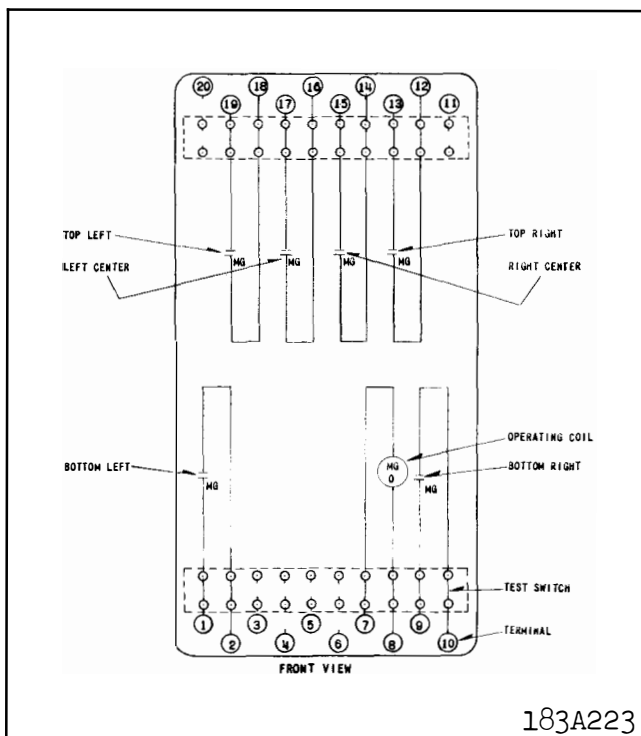 20 18 16 14 12
19 17 15 13 11
TOP LEFT
MG MG MG MG
TOP RIGHT
LEFT CENTER
RIGHT CENTER
OPERATING COIL
BOTTOM LEFT
MG
MG
O
BOTTOM RIGHT
MG
TEST SWITCH
1 3 5 7 9
TERMINAL
2 4 6 8 10
FRONT VIEW
183A223